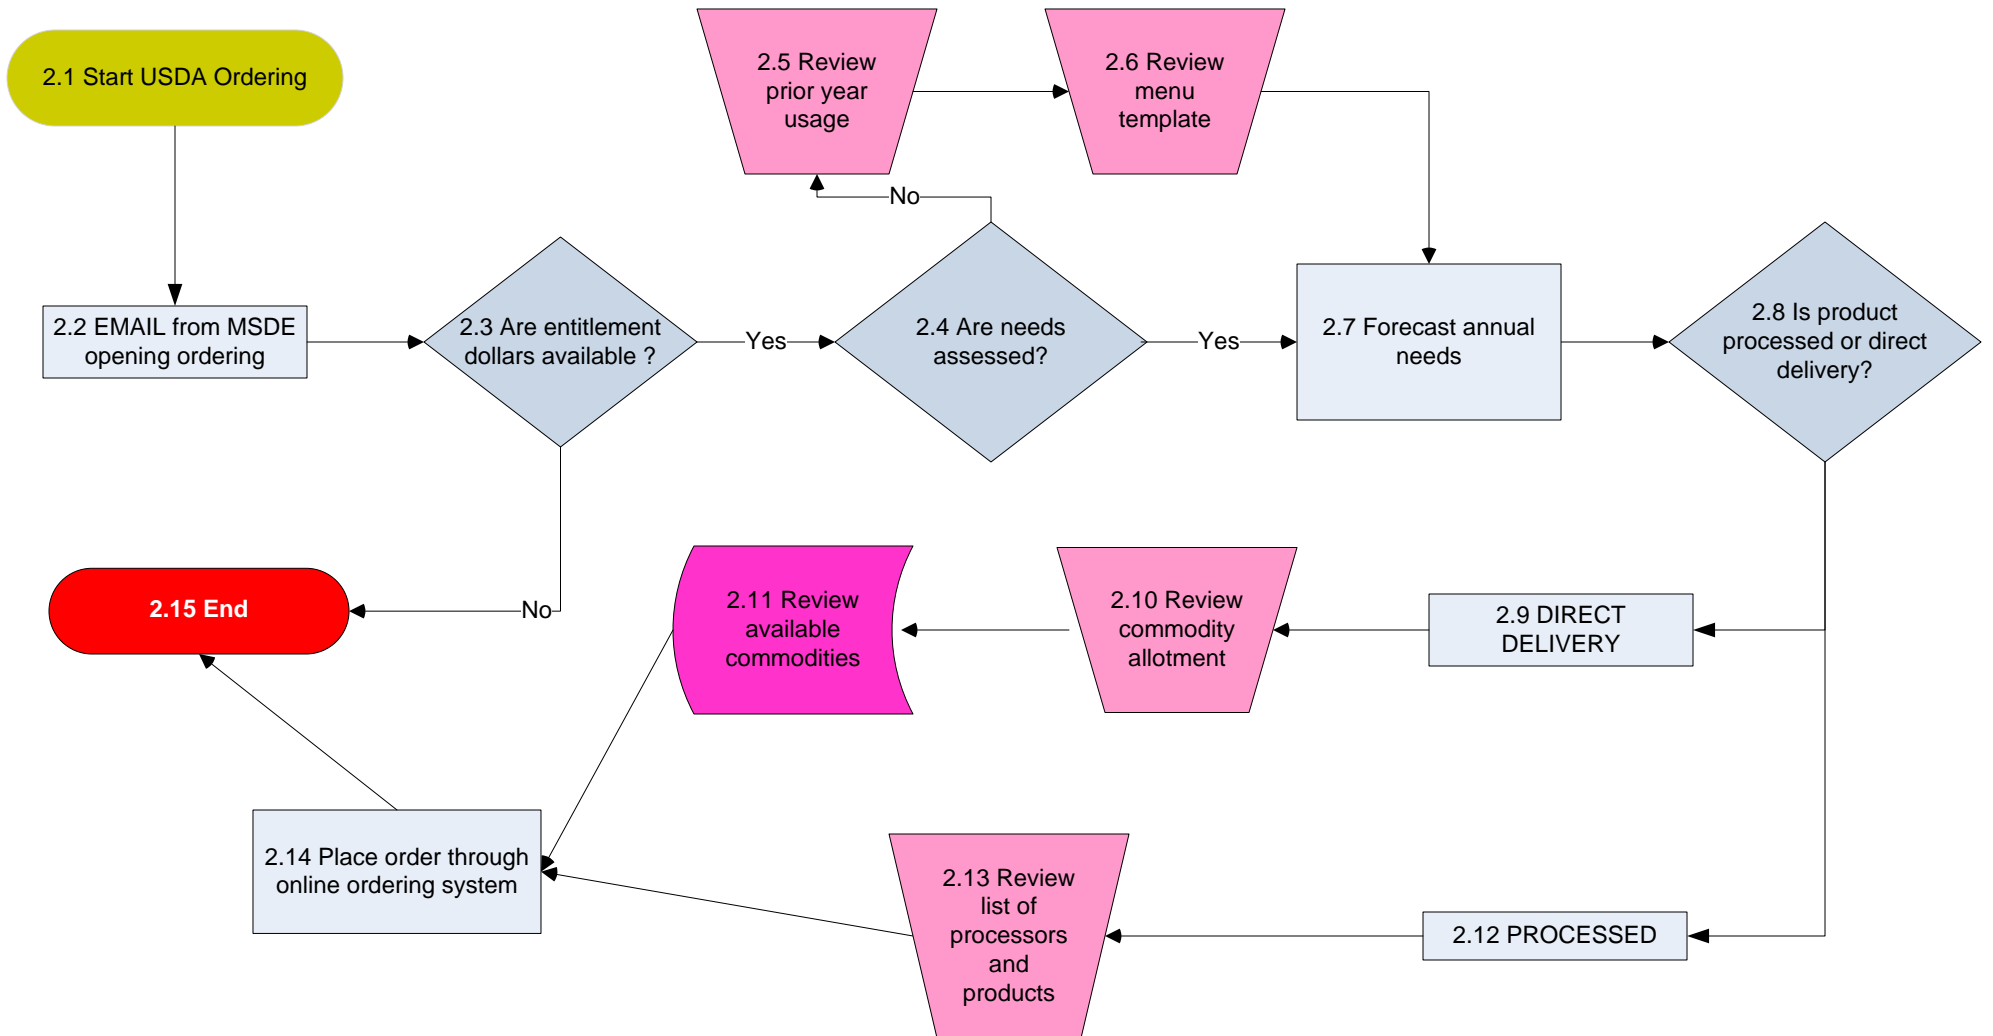 2.1 Start USDA Ordering
2.5 Review
prior year
usage
2.6 Review
menu
template
No
2.2 EMAIL from MSDE
opening ordering
2.3 Are entitlement
dollars available ?
Yes
2.4 Are needs
assessed?
Yes
2.7 Forecast annual
needs
2.8 Is product
processed or direct
delivery?
2.15 End
No
2.11 Review
available
commodities
2.10 Review
commodity
allotment
2.9 DIRECT
DELIVERY
2.14 Place order through
online ordering system
2.13 Review
list of
processors
and
products
2.12 PROCESSED